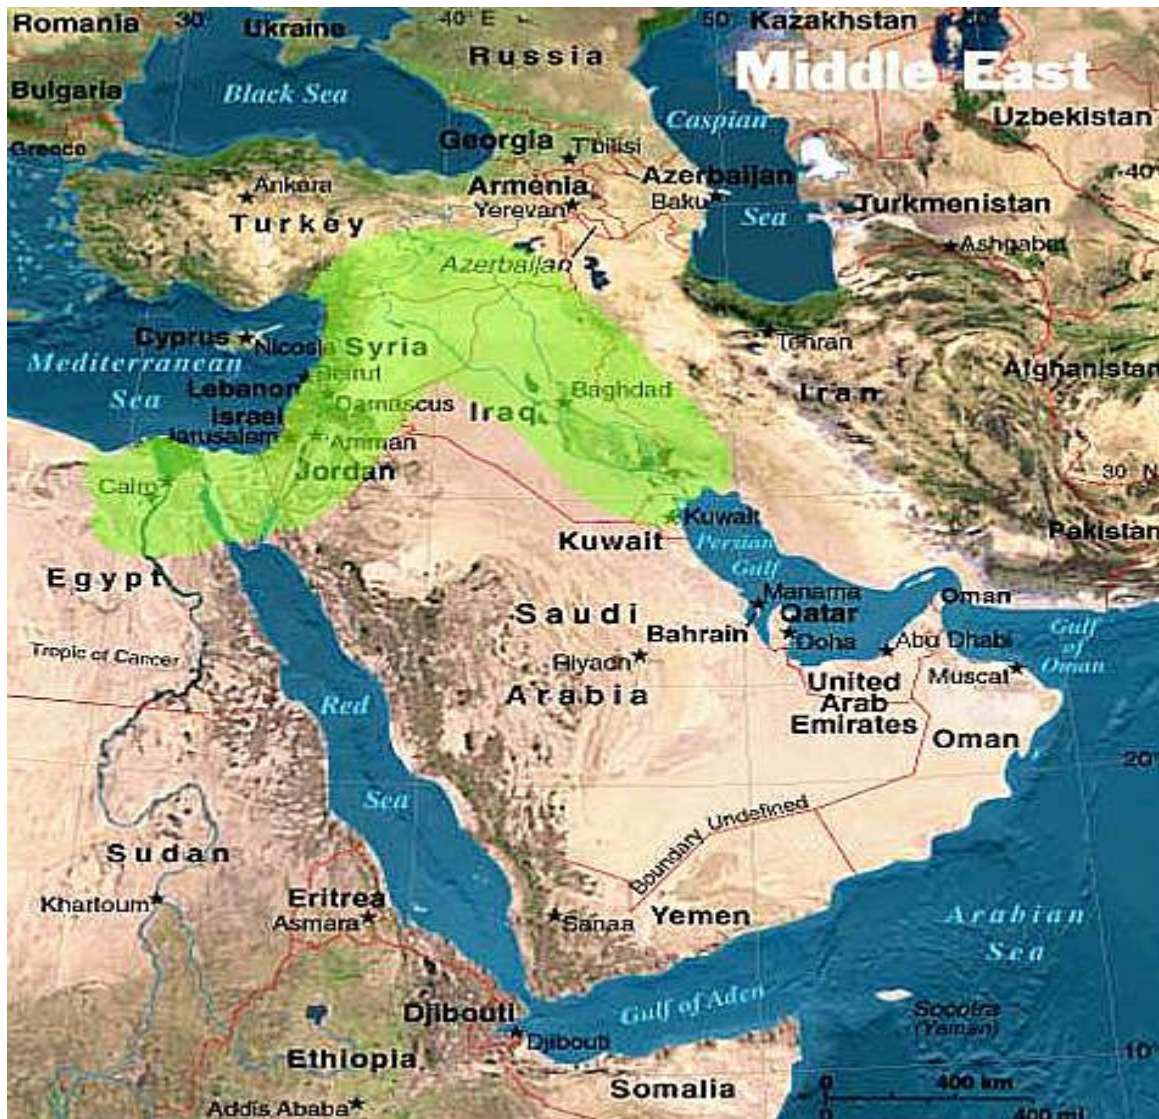 Romania
30°
Ukraine
40° E
Russia
50°
Kazakhstan
60°
Middle East
Bulgaria
Black Sea
Caspian
Uzbekistan
Greece
Georgia
T'bilisi
Ankara
Armenia
Azerbaijan
40°
Turkey
Yerevan
Baku
Sea
Turkmenistan
Azerbaijan
Ashgabat
Cyprus
Nicosia
Syria
Tehran
Mediterranean
Sea
Lebanon
Beirut
Afghanistan
Iran
Israel
Damascus
Iraq
Baghdad
Jerusalem
Amman
Jordan
30 N
Cairo
Kuwait
Kuwait
Persian
Gulf
Pakistan
Egypt
Manama
Oman
Saudi
Arabia
Bahrain
Qatar
Doha
Abu Dhabi
Gulf
of
Oman
Tropic of Cancer
Riyadh
Muscat
United
Arab
Emirates
Red
Sea
Oman
20°
Boundary Undefined
Sudan
Khartoum
Eritrea
Asmara
Sanaa
Yemen
Arabian
Sea
Djibouti
Djibouti
Gulf of Aden
Socotra
(Yemen)
Ethiopia
10°
Somalia
Addis Ababa
0
400 km
0
400 mi